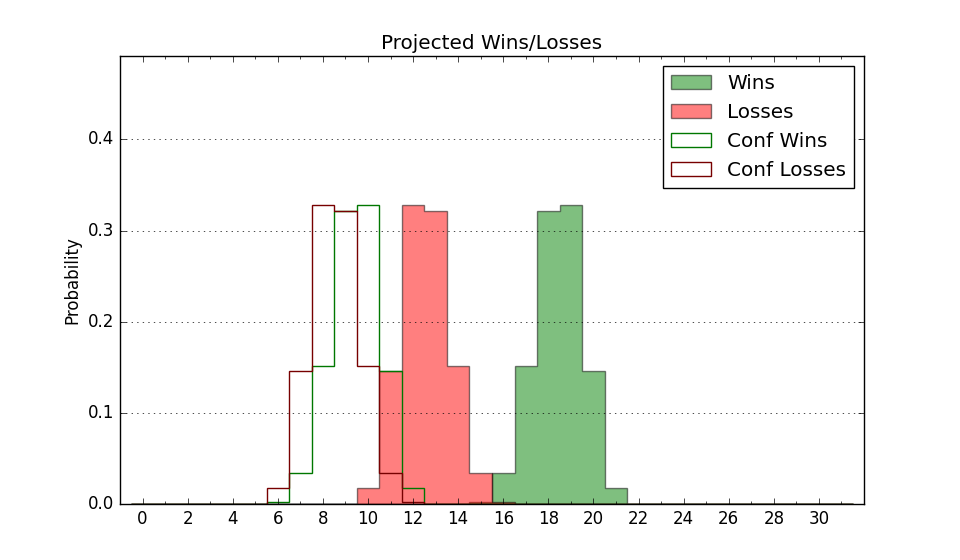 Projected Wins/Losses
Wins
Losses
Conf Wins
Conf Losses
Probability
0.4
0.3
0.2
0.1
0.0
0 2 4 6 8 10 12 14 16 18 20 22 24 26 28 30